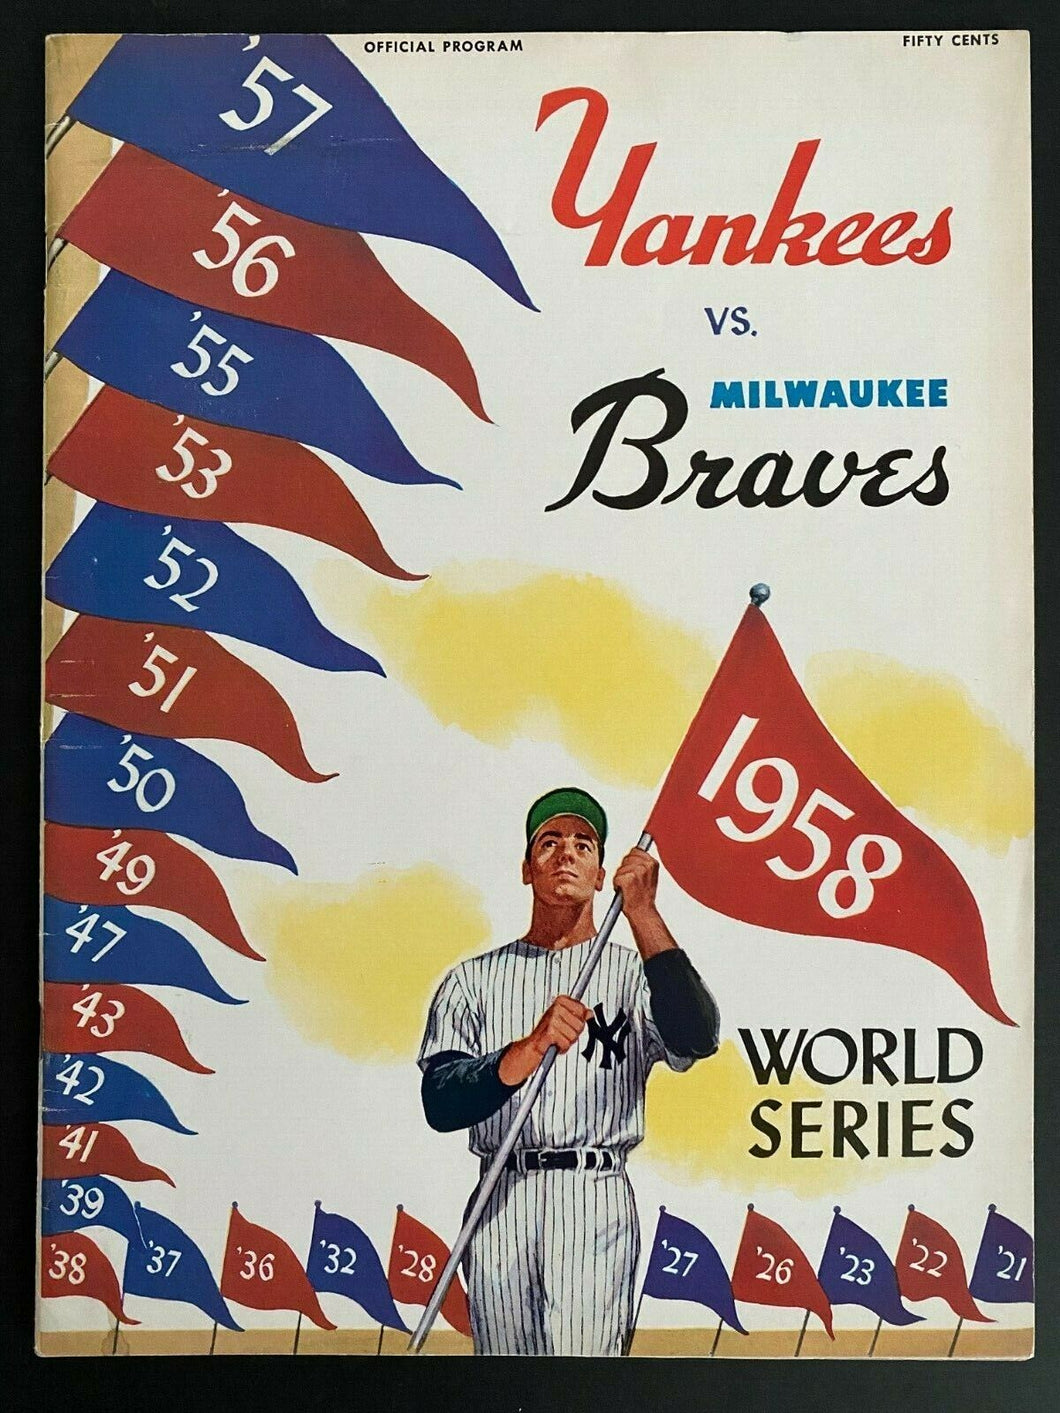 OFFICIAL PROGRAM
FIFTY CENTS
Yankees
VS.
MILWAUKEE
Braves
'57
'56
'55
'53
'52
'51
'50
'49
'47
'43
'42
'41
'39
'38
'37
'36
'32
'28
'27
'26
'23
'22
'21
1958
NY
WORLD
SERIES